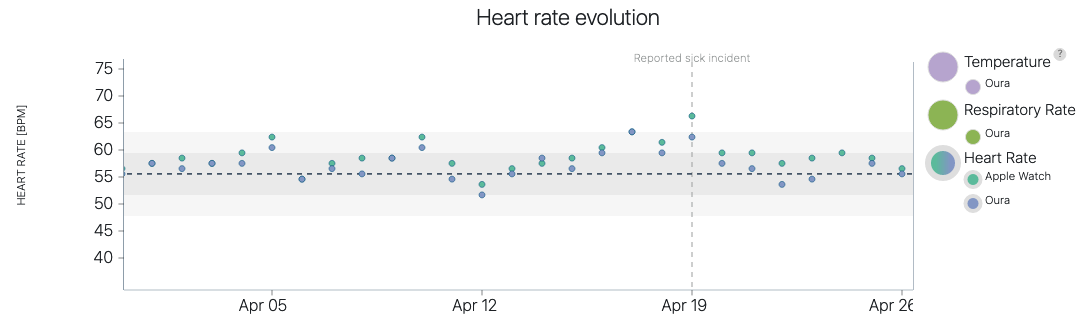 Heart rate evolution
Reported sick incident
HEART RATE [BPM]
75
70
65
60
55
50
45
40
Apr 05
Apr 12
Apr 19
Apr 26
Temperature ?
Oura
Respiratory Rate
Oura
Heart Rate
Apple Watch
Oura